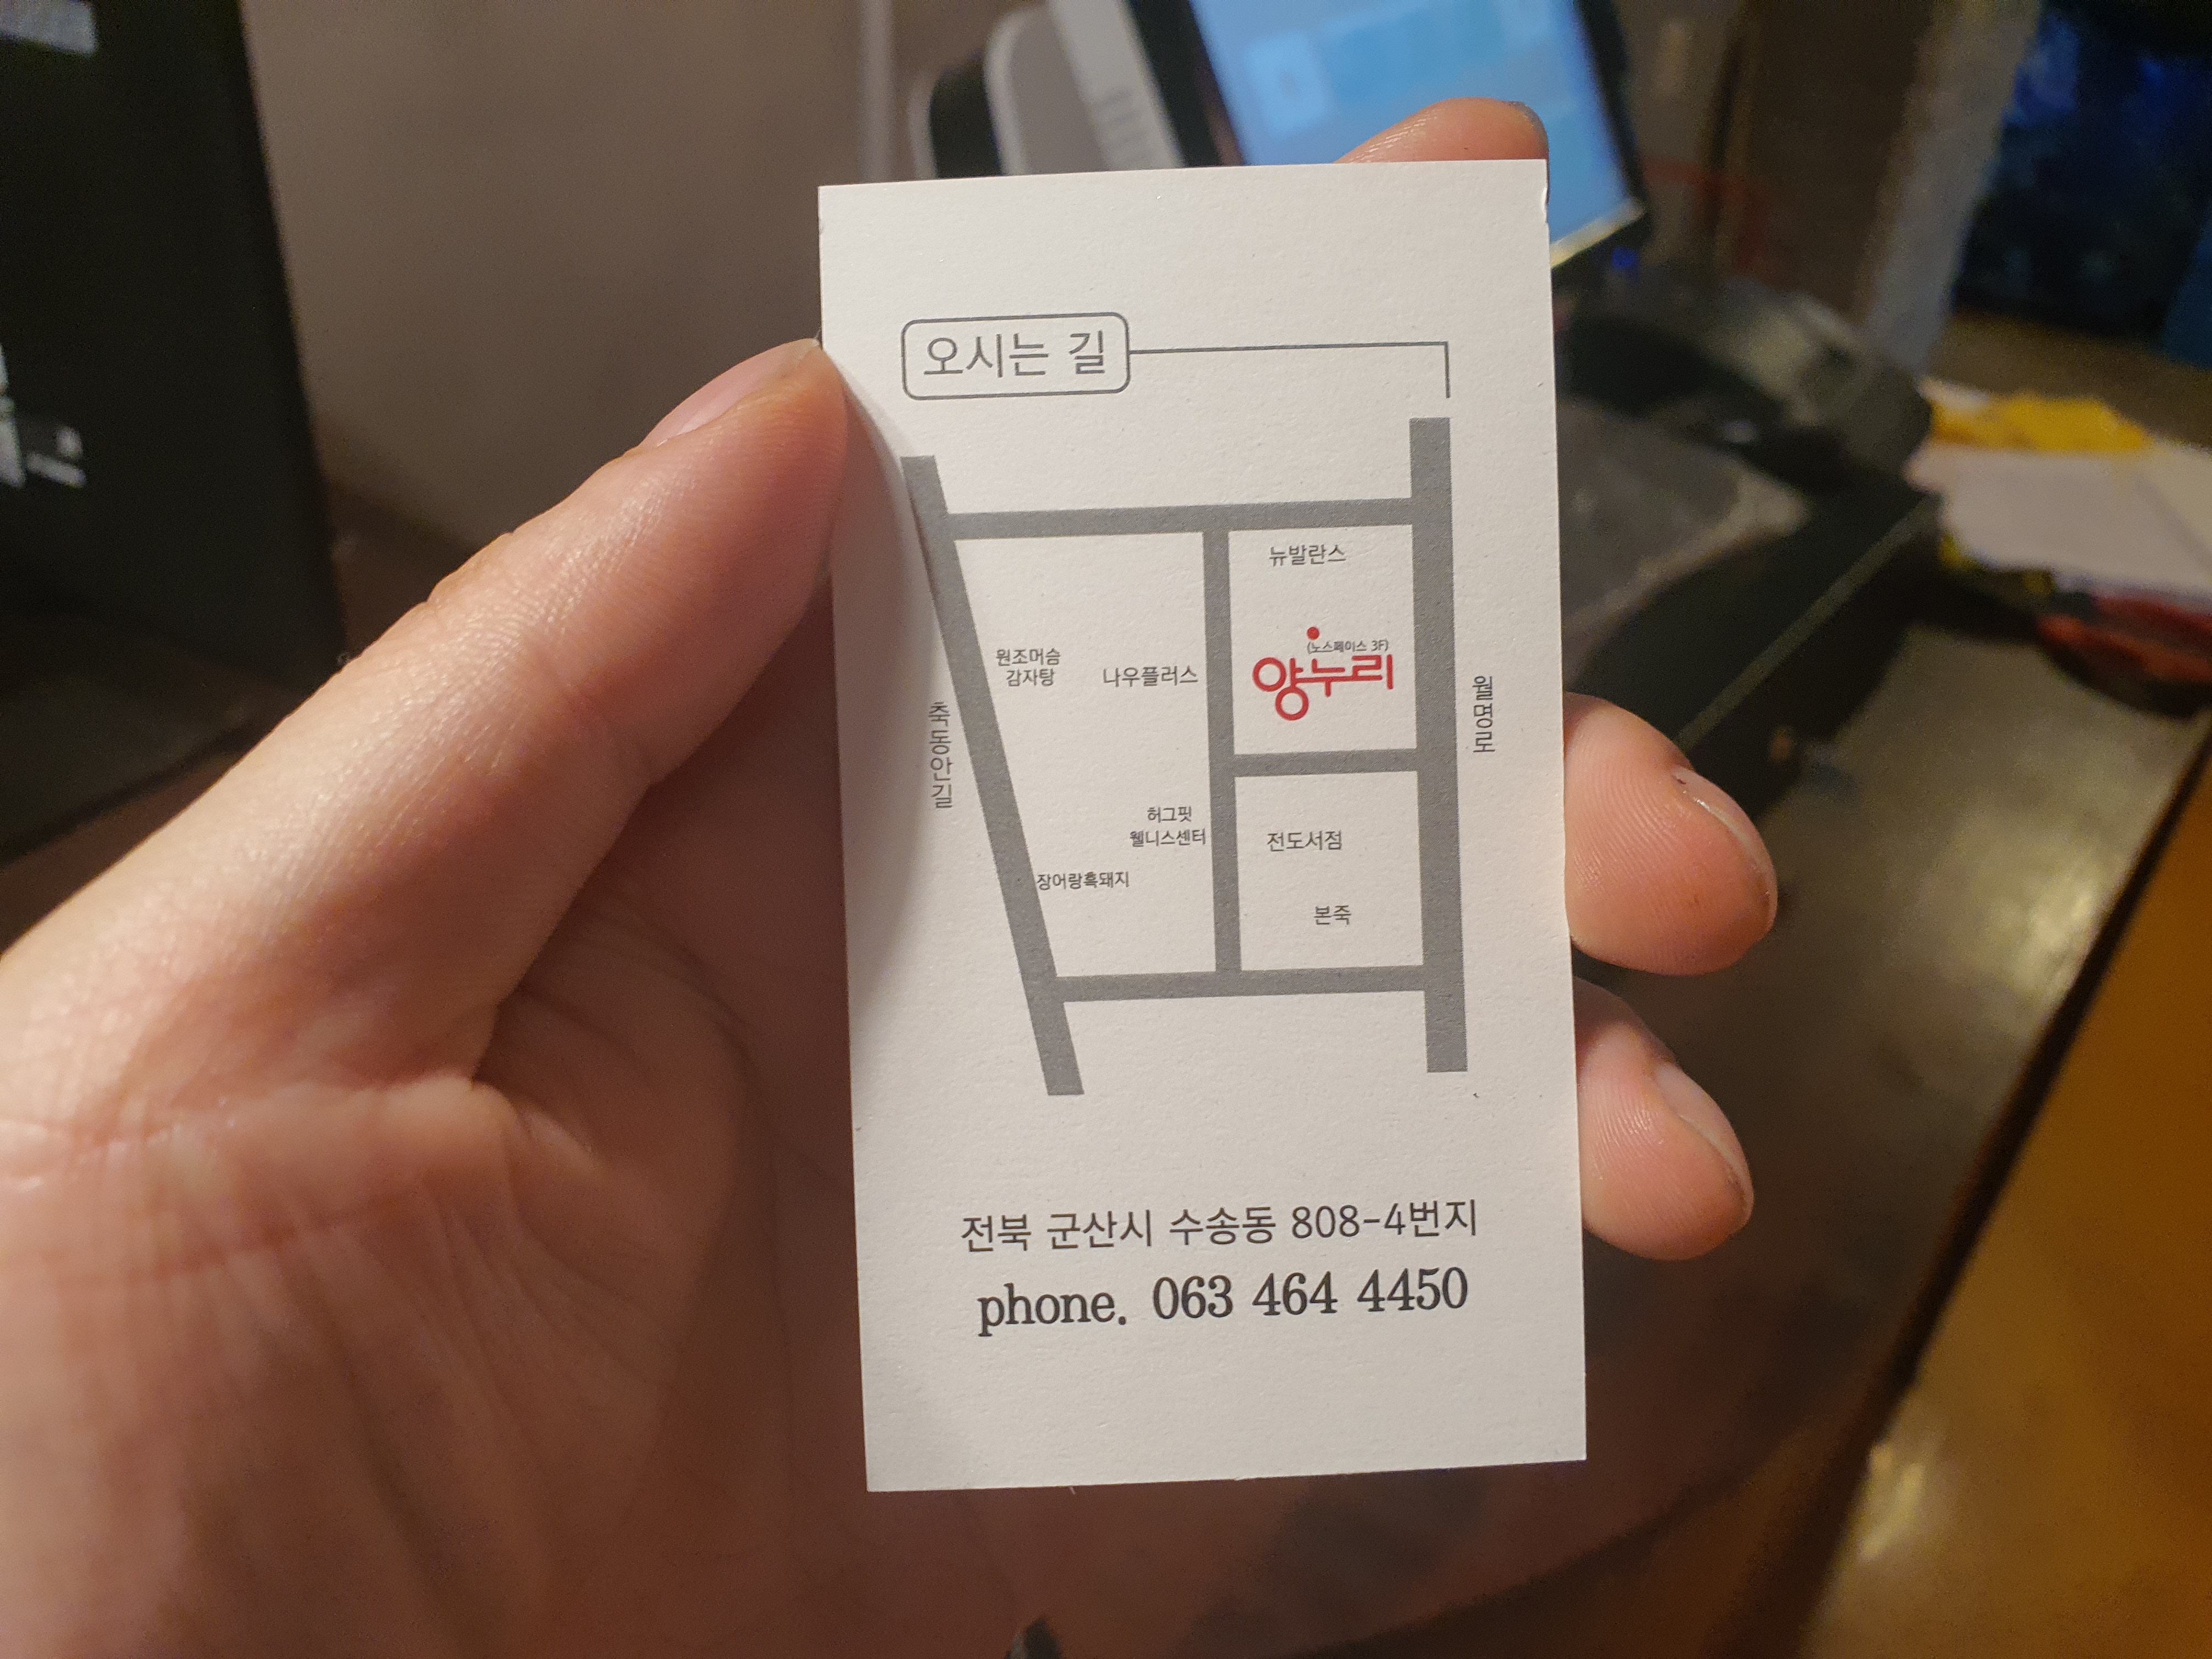 오시는 길
뉴발란스
(노스페이스 3F)
양누리
원조머슴
감자탕
나우플러스
월명로
축동안길
허그핏
웰니스센터
전도서점
장어랑흑돼지
본죽
전북 군산시 수송동 808-4번지
phone. 063 464 4450